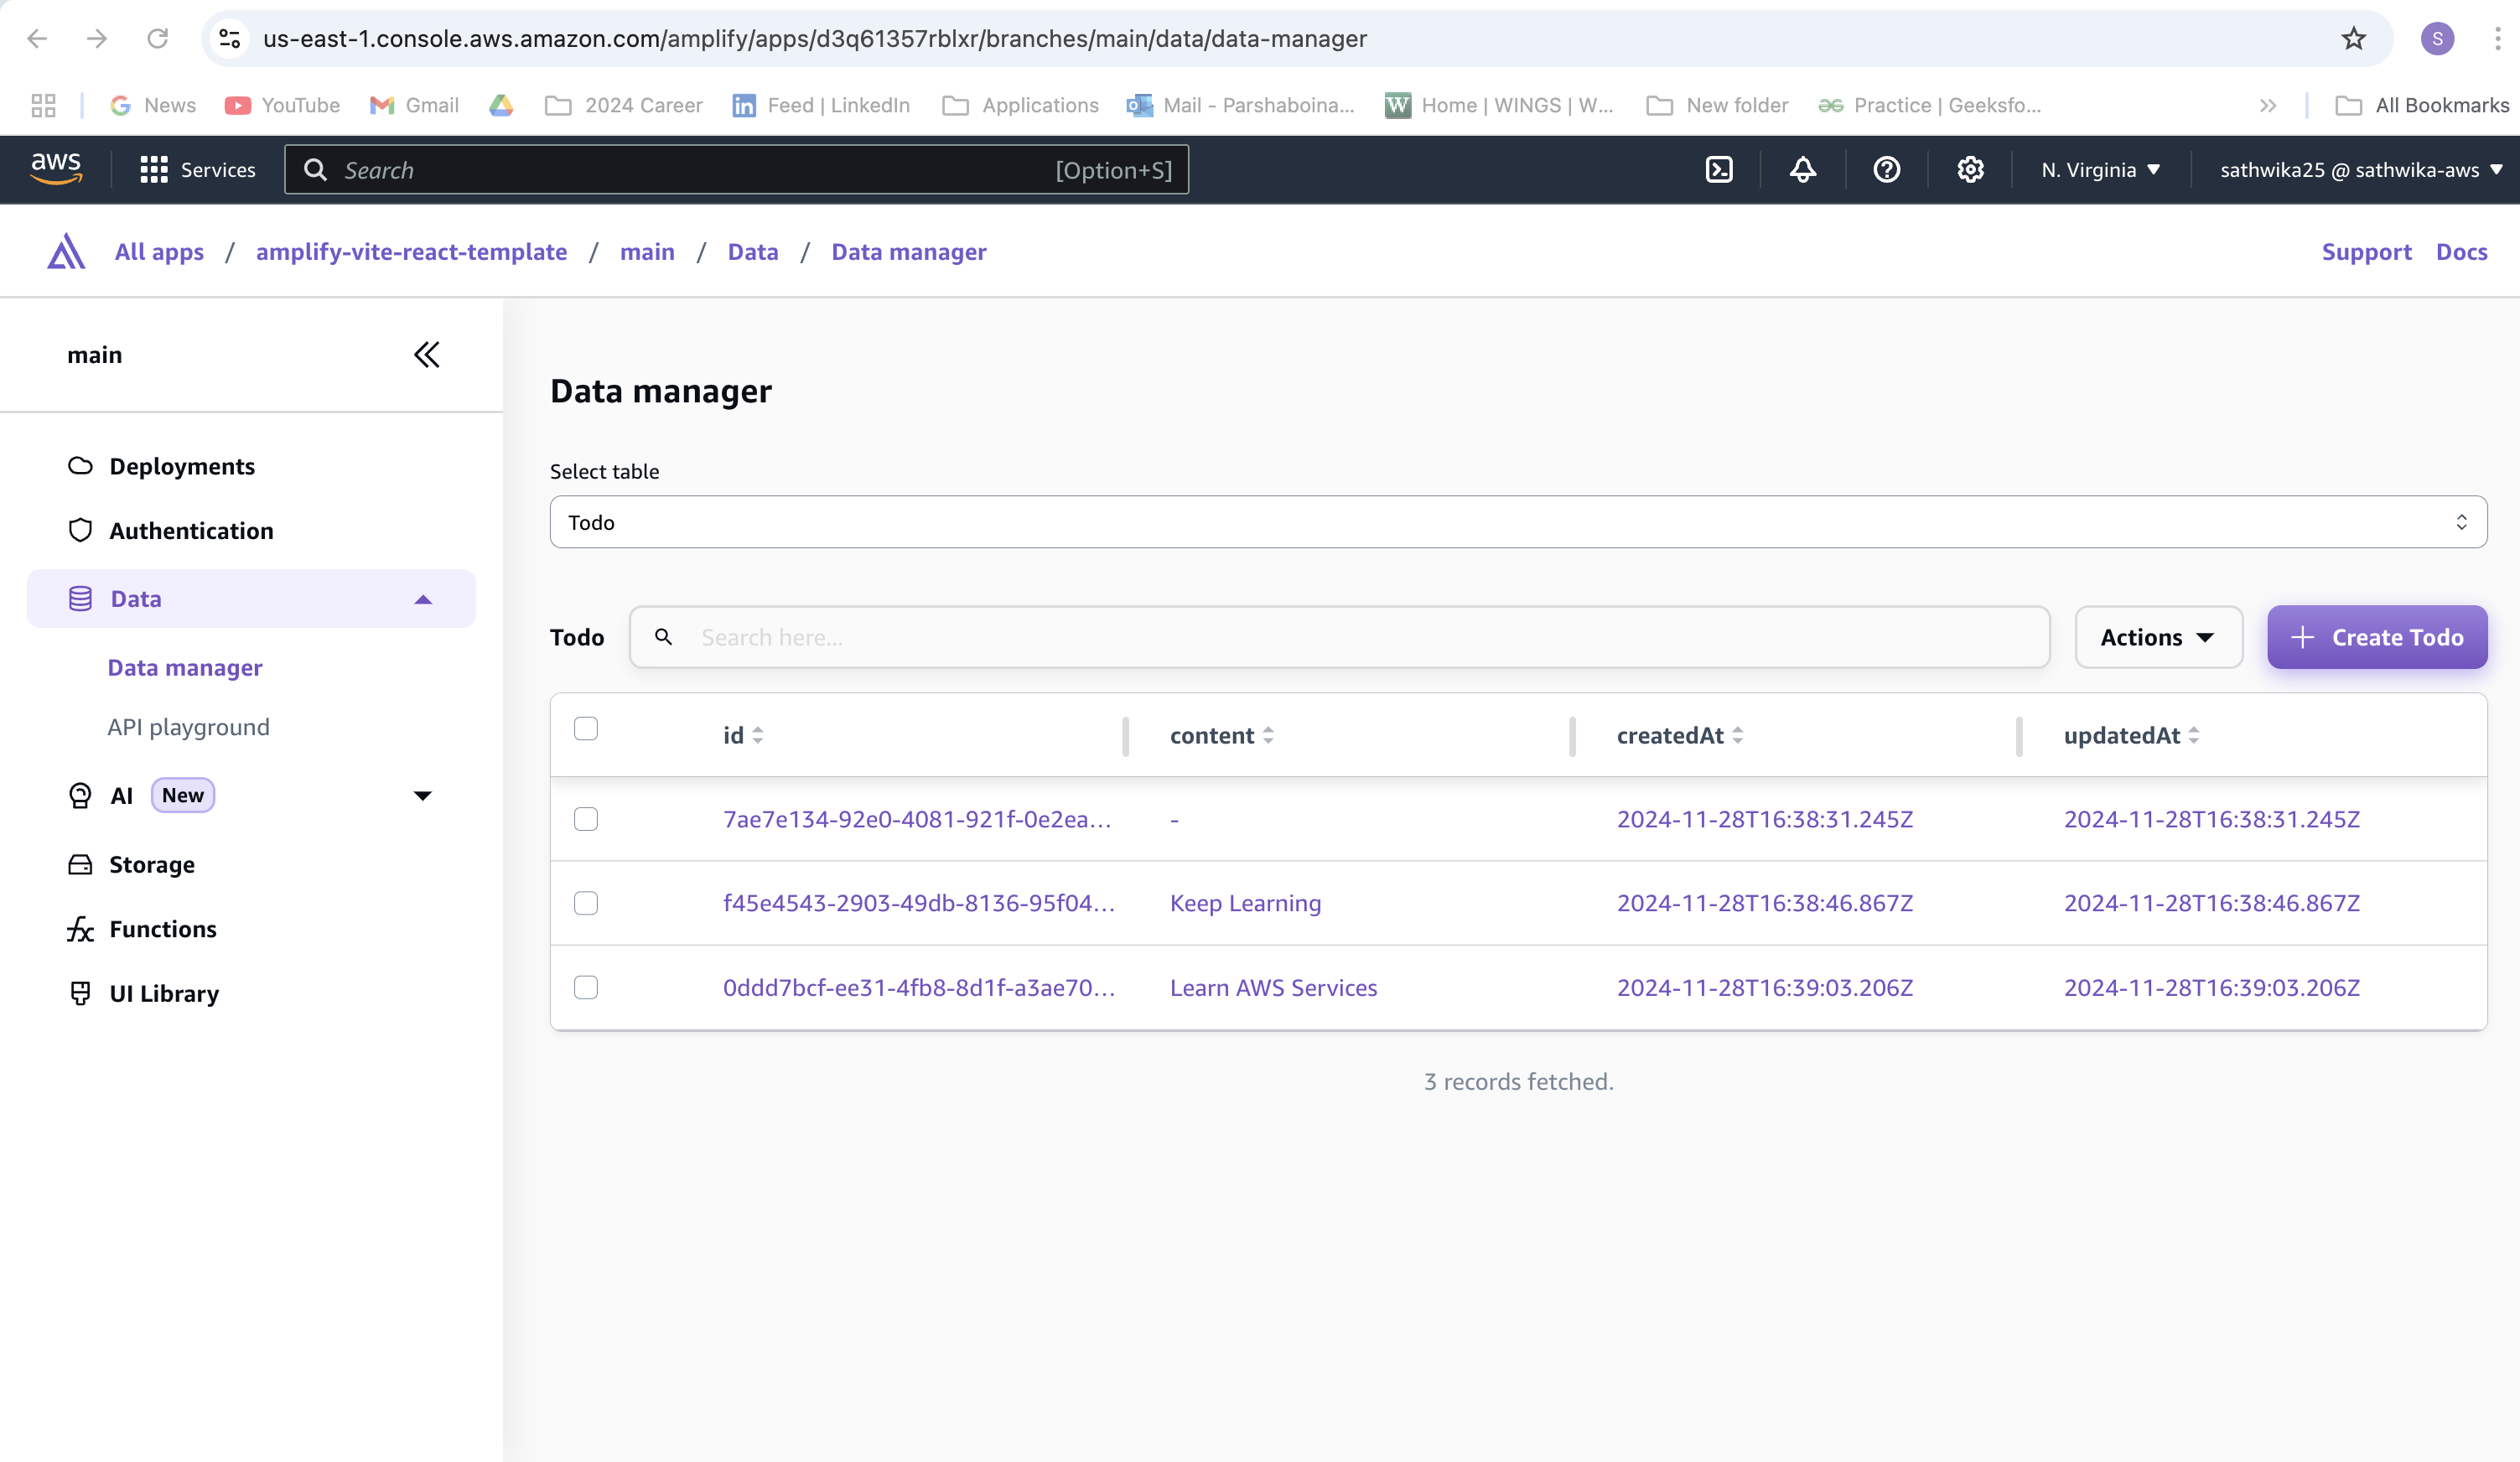 us-east-1.console.aws.amazon.com/amplify/apps/d3q61357rblxr/branches/main/data/data-manager
S
News YouTube Gmail 2024 Career Feed | LinkedIn Applications Mail - Parshaboina... Home | WINGS | W... New folder Practice | Geeksfo... All Bookmarks
aws Services Search [Option+S] N. Virginia sathwika25 @ sathwika-aws
All apps / amplify-vite-react-template / main / Data / Data manager Support Docs
main
Deployments
Authentication
Data
Data manager
API playground
AI New
Storage
Functions
UI Library
Data manager
Select table
Todo
Todo Search here... Actions Create Todo
id content createdAt updatedAt
7ae7e134-92e0-4081-921f-0e2ea... - 2024-11-28T16:38:31.245Z 2024-11-28T16:38:31.245Z
f45e4543-2903-49db-8136-95f04... Keep Learning 2024-11-28T16:38:46.867Z 2024-11-28T16:38:46.867Z
0ddd7bcf-ee31-4fb8-8d1f-a3ae70... Learn AWS Services 2024-11-28T16:39:03.206Z 2024-11-28T16:39:03.206Z
3 records fetched.